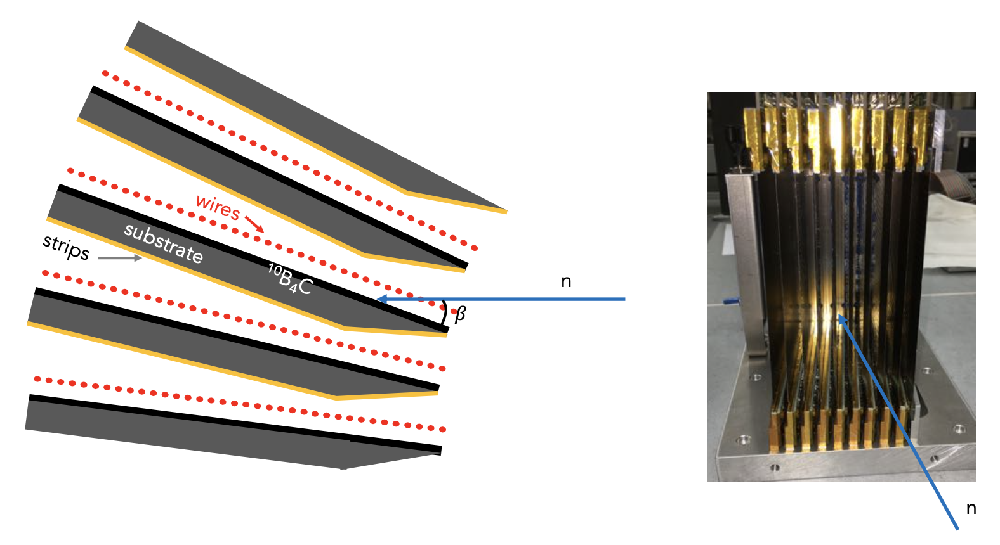 wires
substrate
strips
¹⁰B₄C
n
β
n